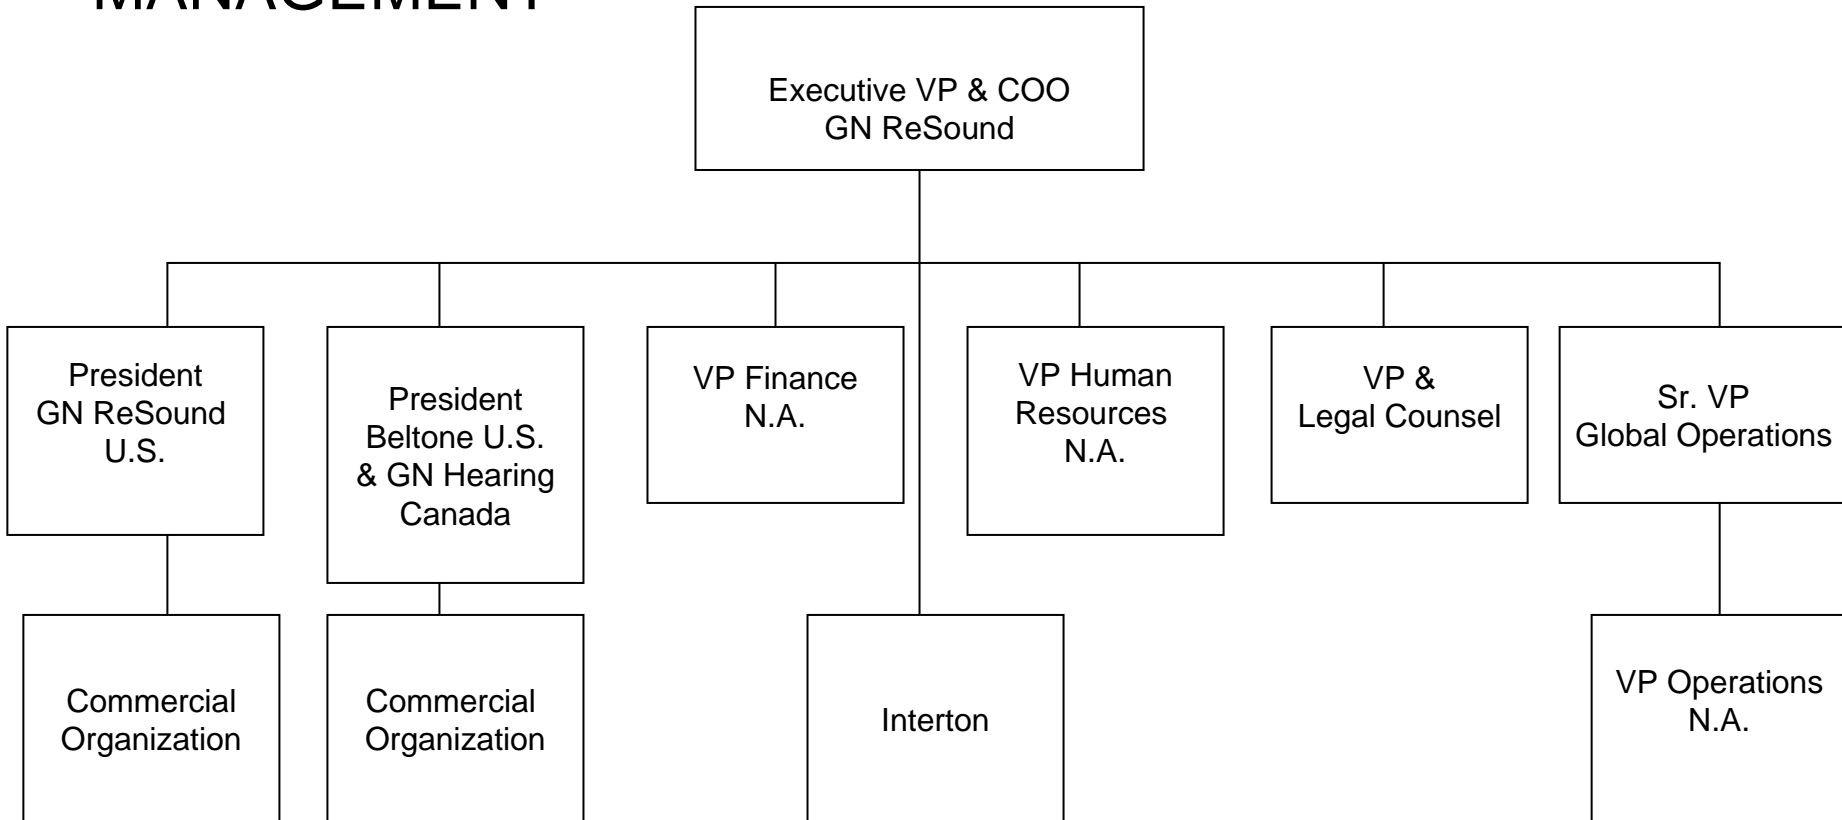 MANAGEMENT
Executive VP & COO
GN ReSound
President
GN ReSound
U.S.
President
Beltone U.S.
& GN Hearing
Canada
VP Finance
N.A.
VP Human
Resources
N.A.
VP &
Legal Counsel
Sr. VP
Global Operations
Commercial
Organization
Commercial
Organization
Interton
VP Operations
N.A.